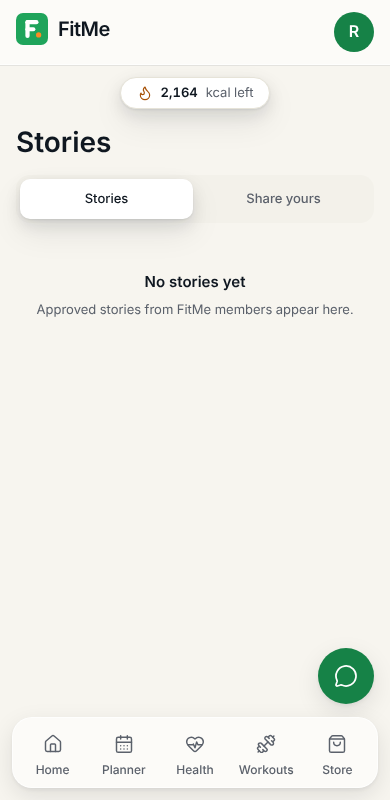 FitMe
R
2,164 kcal left
Stories
Stories
Share yours
No stories yet
Approved stories from FitMe members appear here.
Home
Planner
Health
Workouts
Store